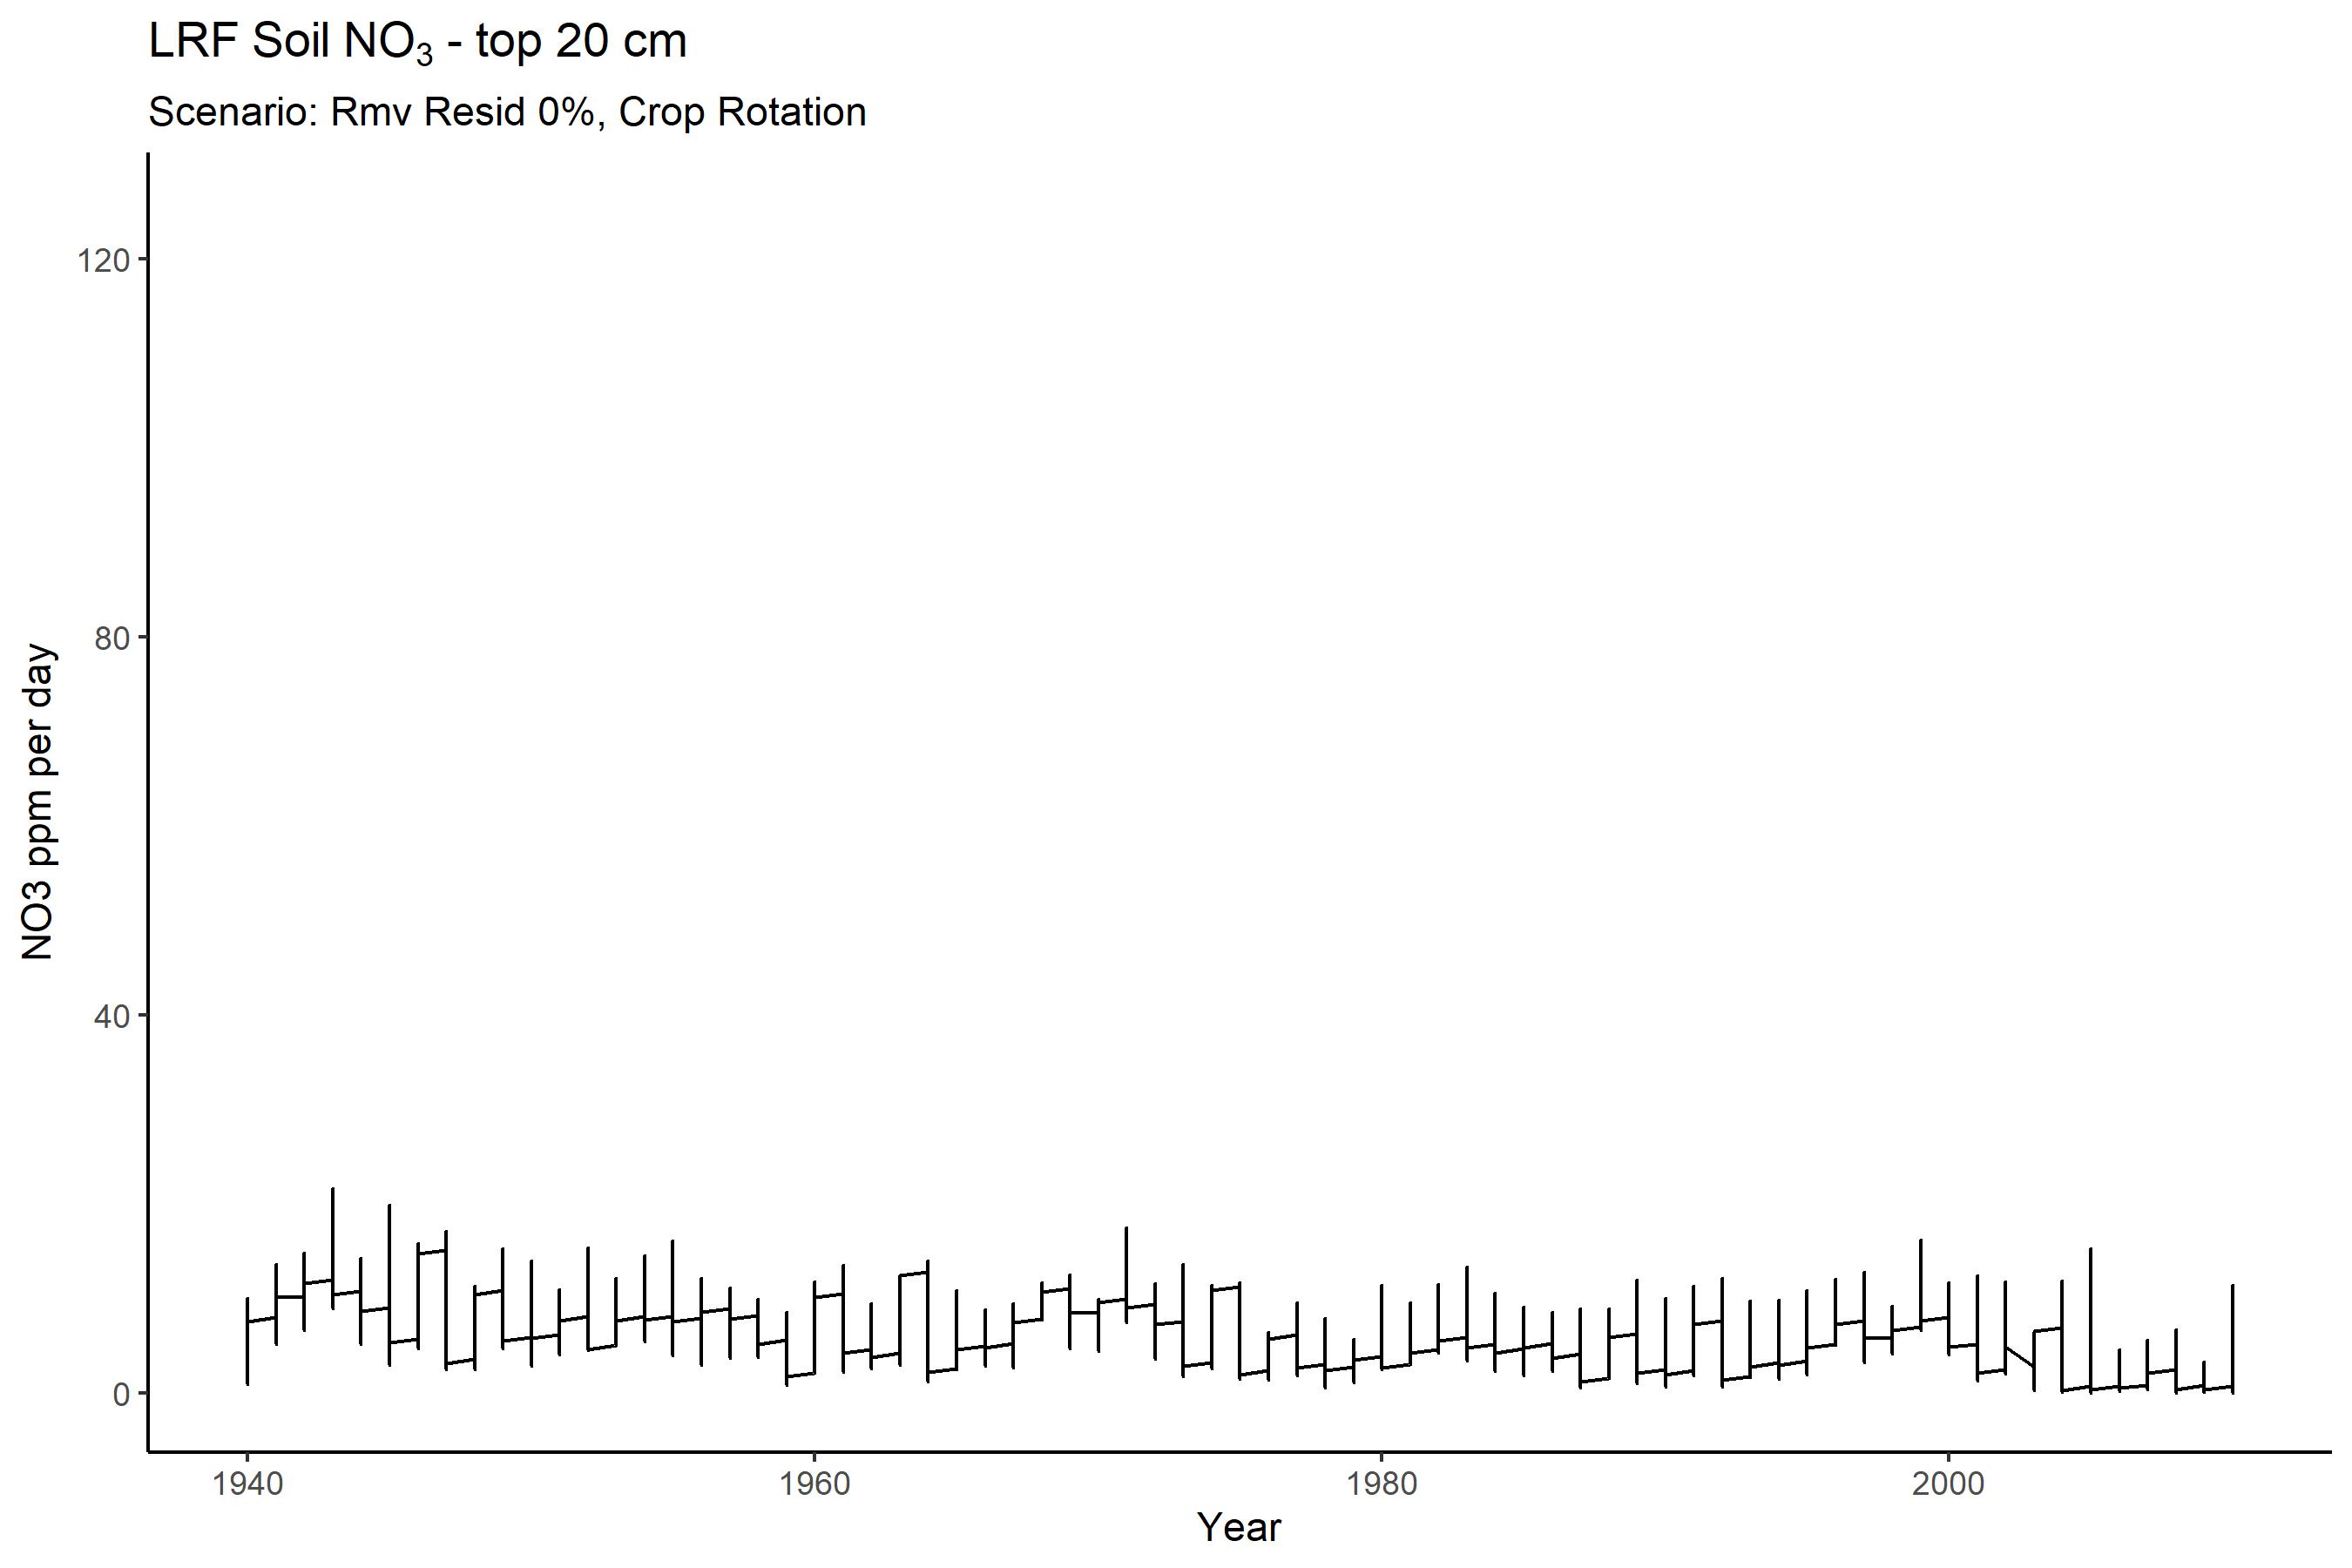 LRF Soil NO₃ - top 20 cm
Scenario: Rmv Resid 0%, Crop Rotation
NO3 ppm per day
120
80
40
0
1940 1960 1980 2000
Year